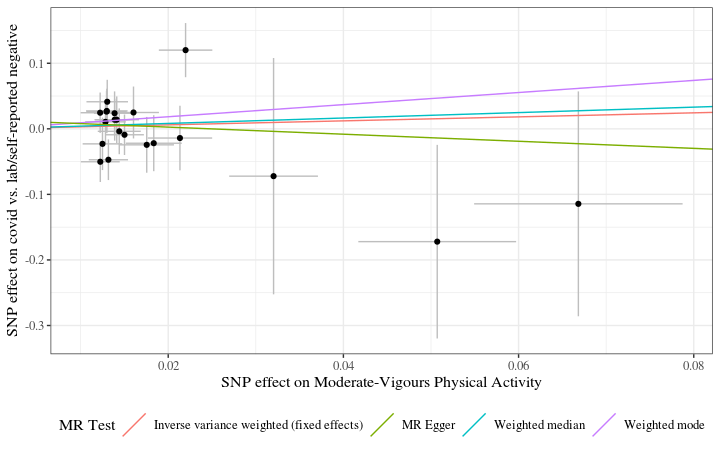 SNP effect on covid vs. lab/self-reported negative
0.1
0.0
-0.1
-0.2
-0.3
0.02
0.04
0.06
0.08
SNP effect on Moderate-Vigours Physical Activity
MR Test
Inverse variance weighted (fixed effects)
MR Egger
Weighted median
Weighted mode